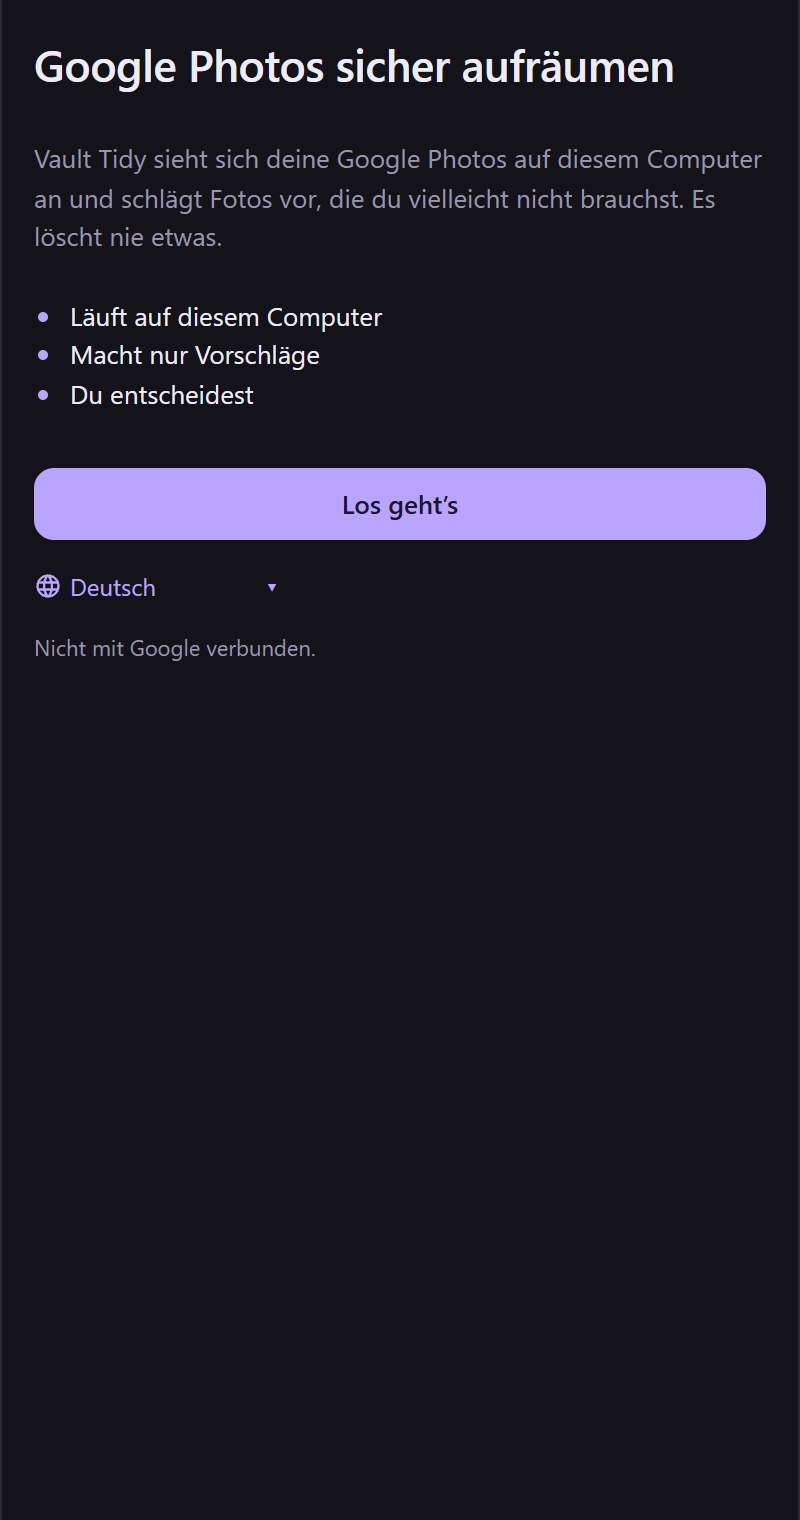 Google Photos sicher aufräumen
Vault Tidy sieht sich deine Google Photos auf diesem Computer
an und schlägt Fotos vor, die du vielleicht nicht brauchst. Es
löscht nie etwas.
Läuft auf diesem Computer
Macht nur Vorschläge
Du entscheidest
Los geht’s
Deutsch
Nicht mit Google verbunden.